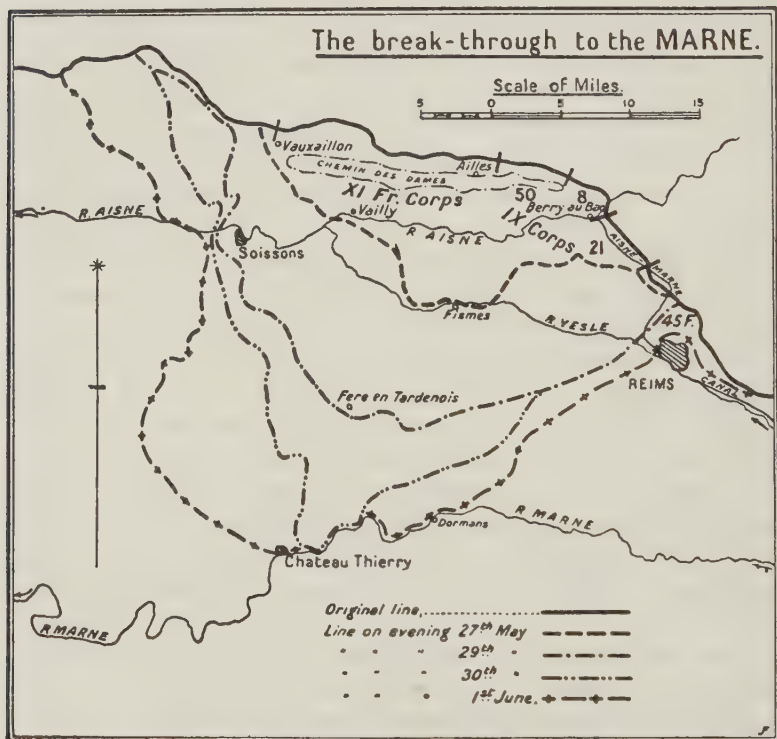 The break-through to the MARNE.
Scale of Miles.
5 0 5 10 15
Vauxaillon
CHEMIN DES DAMES
Ailles
XI Fr. Corps
50
8
Vailly
Berry au Bac
R. AISNE
R. AISNE
IX Corps
21
AISNE - MARNE
Soissons
Fismes
R. VESLE
45 F.
REIMS
CANAL
Fere en Tardenois
Dormans
R. MARNE
Chateau Thierry
R. MARNE
Original line,
Line on evening 27th May
" " " 29th "
" " " 30th "
" " " 1st June.